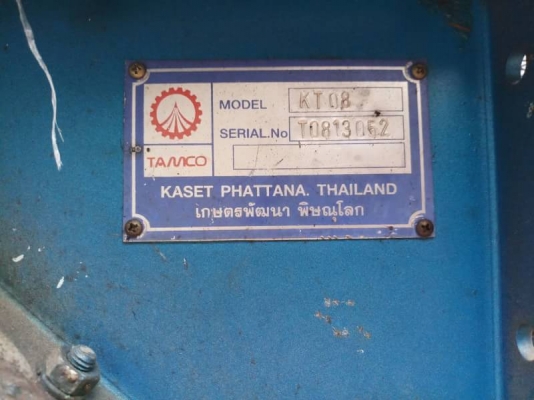 MODEL KT08
SERIAL.No T0813052
TAMCO
KASET PHATTANA. THAILAND
เกษตรพัฒนา พิษณุโลก